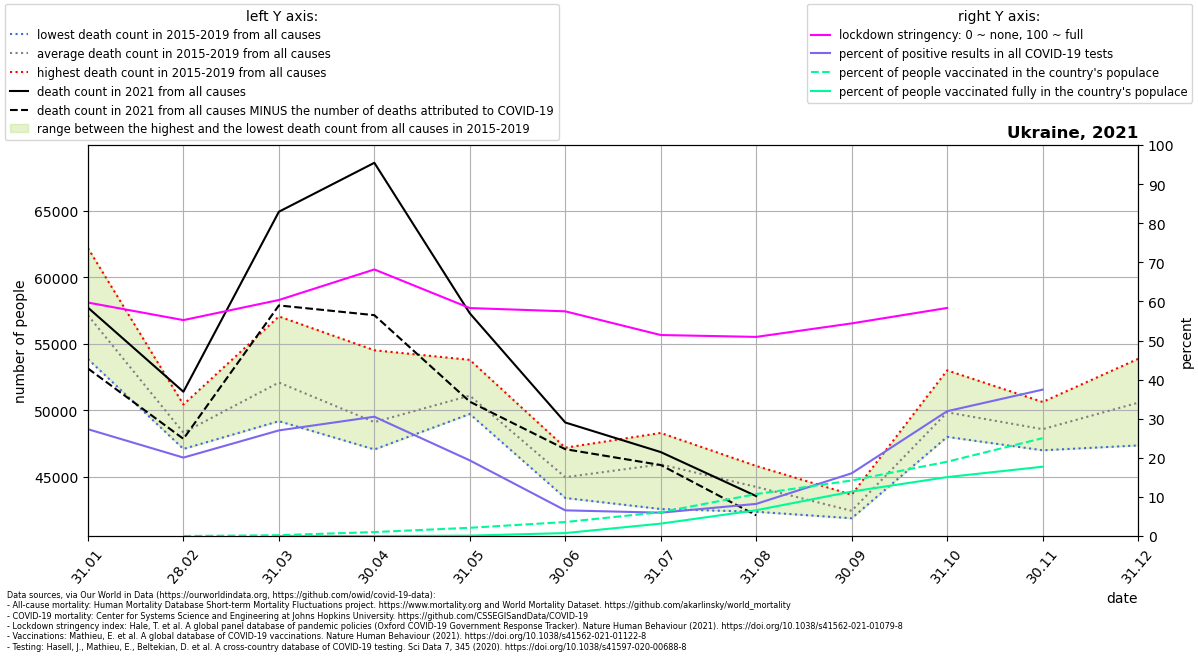 left Y axis:
lowest death count in 2015-2019 from all causes
average death count in 2015-2019 from all causes
highest death count in 2015-2019 from all causes
death count in 2021 from all causes
death count in 2021 from all causes MINUS the number of deaths attributed to COVID-19
range between the highest and the lowest death count from all causes in 2015-2019
right Y axis:
lockdown stringency: 0 ~ none, 100 ~ full
percent of positive results in all COVID-19 tests
percent of people vaccinated in the country's populace
percent of people vaccinated fully in the country's populace
Ukraine, 2021
number of people
65000
60000
55000
50000
45000
100
90
80
70
60
50
40
30
20
10
0
percent
31.01
28.02
31.03
30.04
31.05
30.06
31.07
31.08
30.09
31.10
30.11
31.12
date
Data sources, via Our World in Data (https://ourworldindata.org, https://github.com/owid/covid-19-data):
- All-cause mortality: Human Mortality Database Short-term Mortality Fluctuations project. https://www.mortality.org and World Mortality Dataset. https://github.com/akarlinsky/world_mortality
- COVID-19 mortality: Center for Systems Science and Engineering at Johns Hopkins University. https://github.com/CSSEGISandData/COVID-19
- Lockdown stringency index: Hale, T. et al. A global panel database of pandemic policies (Oxford COVID-19 Government Response Tracker). Nature Human Behaviour (2021). https://doi.org/10.1038/s41562-021-01079-8
- Vaccinations: Mathieu, E. et al. A global database of COVID-19 vaccinations. Nature Human Behaviour (2021). https://doi.org/10.1038/s41562-021-01122-8
- Testing: Hasell, J., Mathieu, E., Beltekian, D. et al. A cross-country database of COVID-19 testing. Sci Data 7, 345 (2020). https://doi.org/10.1038/s41597-020-00688-8